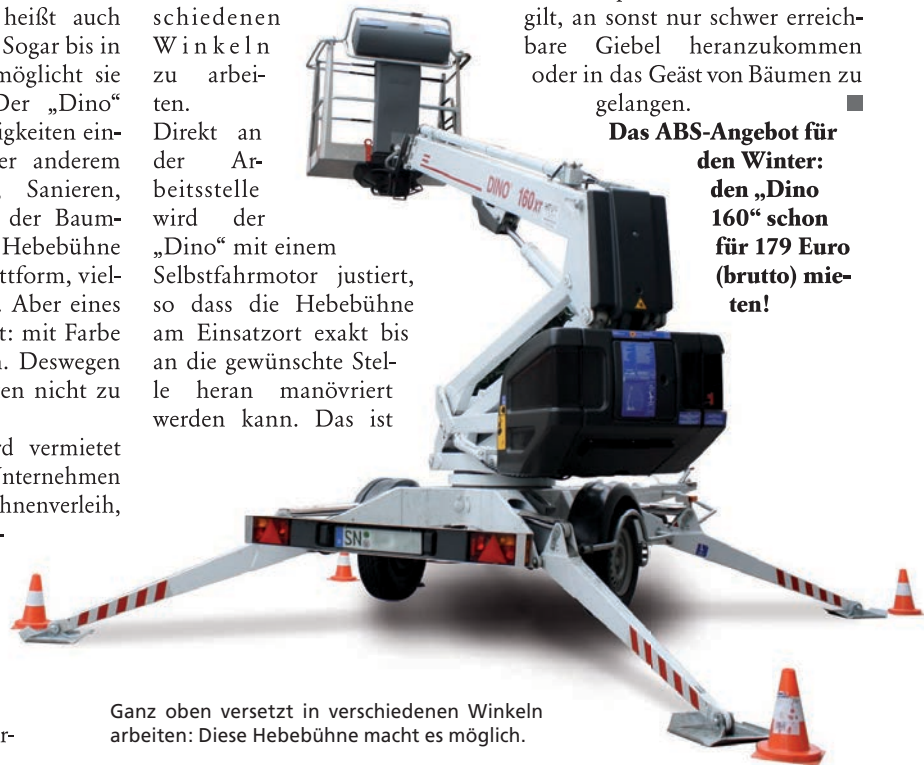 heißt auch
Sogar bis in
möglicht sie
Der „Dino“
igkeiten ein-
er anderem
Sanieren,
der Baum-
Hebebühne
ttform, viel-
Aber eines
t: mit Farbe
Deswegen
en nicht zu
rd vermietet
Unternehmen
hnenverleih,
-
r-
schiedenen
Winkeln
zu arbei-
ten.
Direkt an
der Ar-
beitsstelle
wird der
„Dino“ mit einem
Selbstfahrmotor justiert,
so dass die Hebebühne
am Einsatzort exakt bis
an die gewünschte Stel-
le heran manövriert
werden kann. Das ist
gilt, an sonst nur schwer erreich-
bare Giebel heranzukommen
oder in das Geäst von Bäumen zu
gelangen.
Das ABS-Angebot für
den Winter:
den „Dino
160“ schon
für 179 Euro
(brutto) mie-
ten!
DINO 160XT
SN
Ganz oben versetzt in verschiedenen Winkeln
arbeiten: Diese Hebebühne macht es möglich.